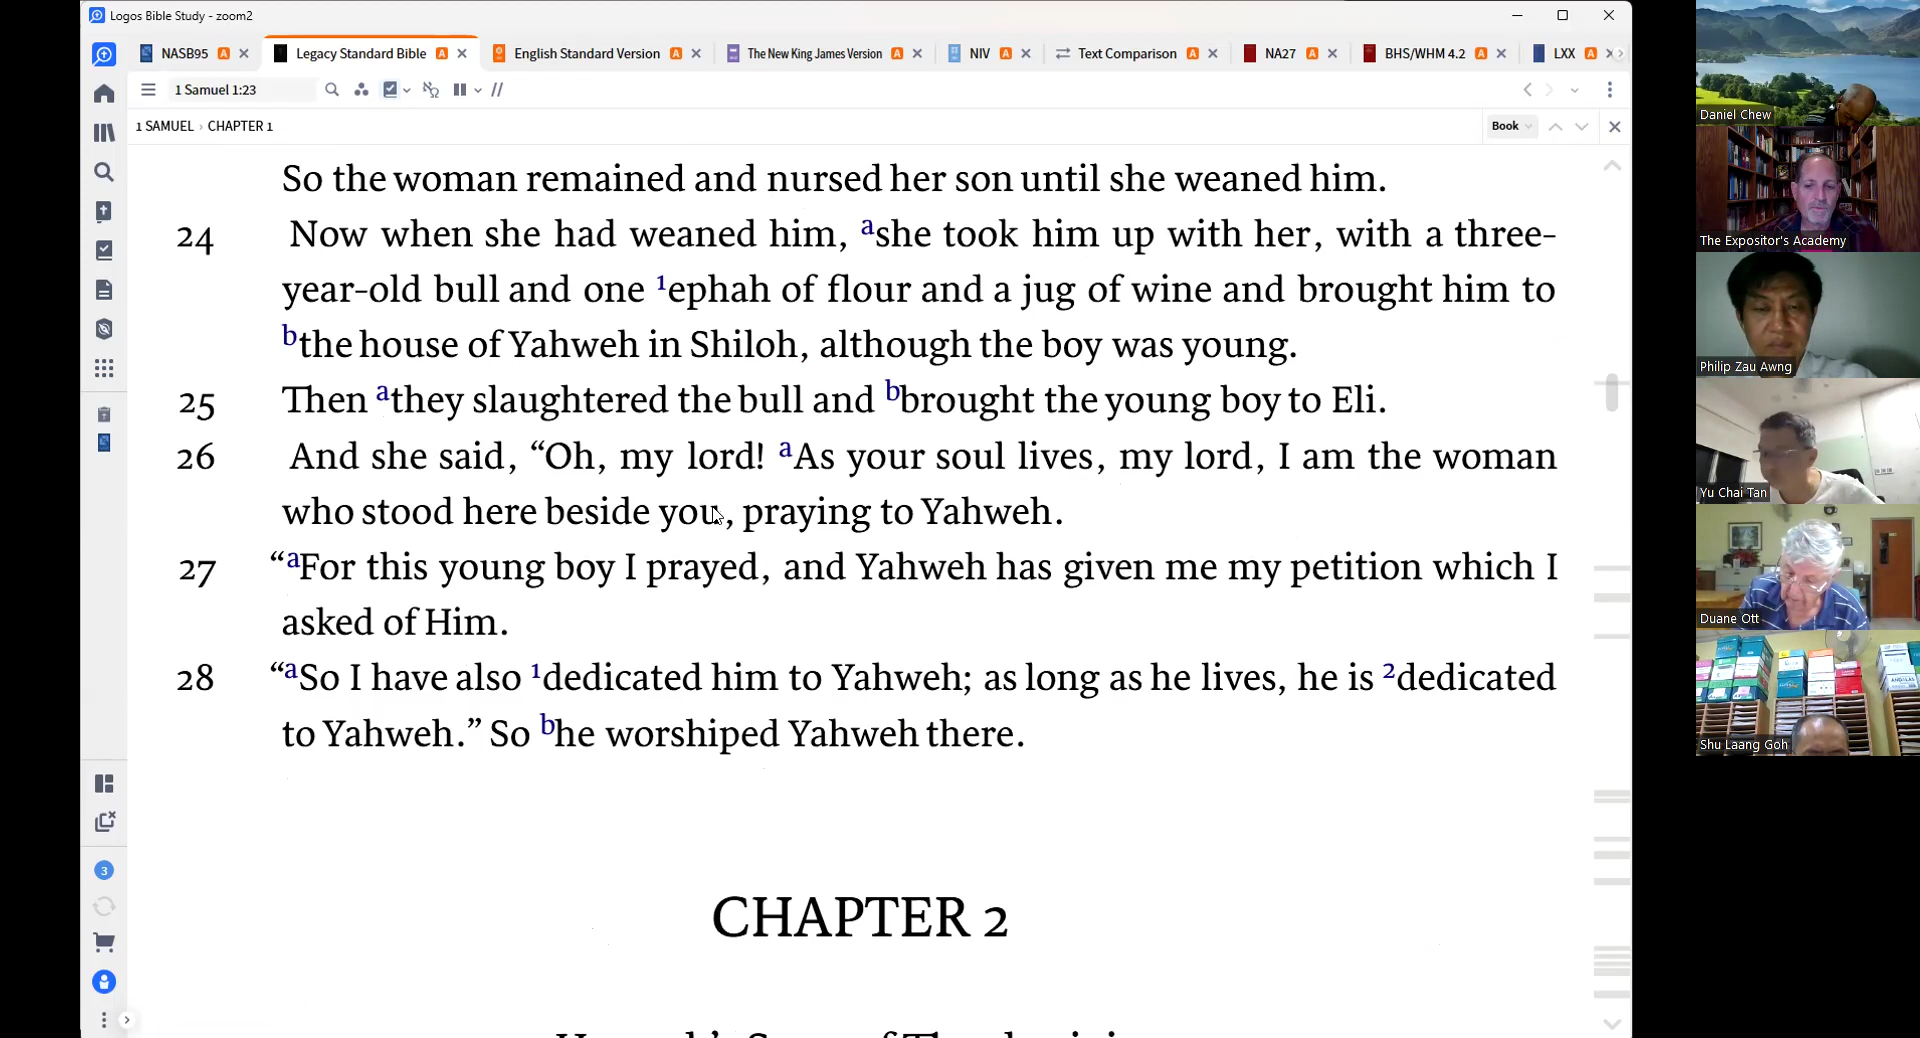 Logos Bible Study - zoom2
NASB95 A Legacy Standard Bible A English Standard Version A The New King James Version A NIV A Text Comparison A NA27 A BHS/WHM 4.2 A LXX A
1 Samuel 1:23
1 SAMUEL › CHAPTER 1
Book
So the woman remained and nursed her son until she weaned him.
24 Now when she had weaned him, ᵃshe took him up with her, with a three-
year-old bull and one ¹ephah of flour and a jug of wine and brought him to
ᵇthe house of Yahweh in Shiloh, although the boy was young.
25 Then ᵃthey slaughtered the bull and ᵇbrought the young boy to Eli.
26 And she said, “Oh, my lord! ᵃAs your soul lives, my lord, I am the woman
who stood here beside you, praying to Yahweh.
27 “ᵃFor this young boy I prayed, and Yahweh has given me my petition which I
asked of Him.
28 “ᵃSo I have also ¹dedicated him to Yahweh; as long as he lives, he is ²dedicated
to Yahweh.” So ᵇhe worshiped Yahweh there.
CHAPTER 2
3
Daniel Chew
The Expositor's Academy
Philip Zau Awng
Yu Chai Tan
Duane Ott
Shu Laang Goh